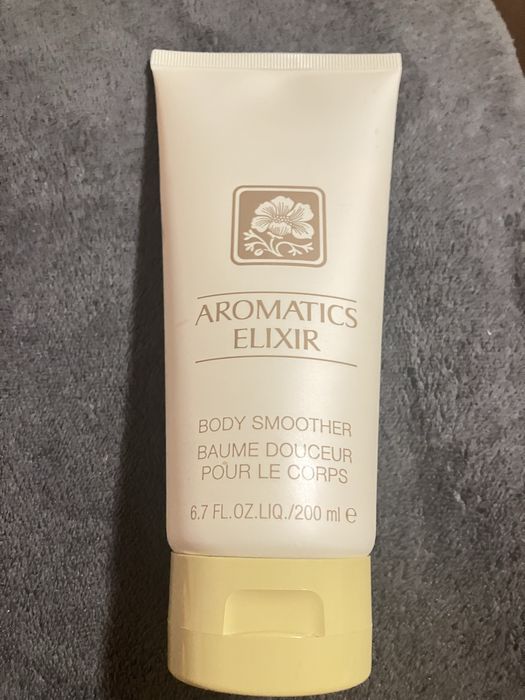 AROMATICS
ELIXIR
BODY SMOOTHER
BAUME DOUCEUR
POUR LE CORPS
6.7 FL.OZ.LIQ./200 ml ℮